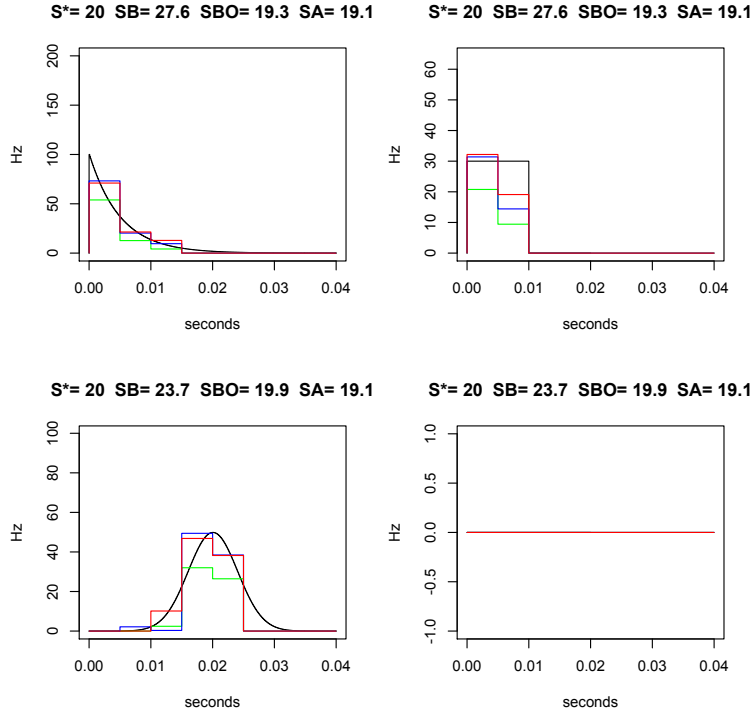 S*= 20 SB= 27.6 SBO= 19.3 SA= 19.1
Hz
200
150
100
50
0
0.00 0.01 0.02 0.03 0.04
seconds
S*= 20 SB= 27.6 SBO= 19.3 SA= 19.1
Hz
60
50
40
30
20
10
0
0.00 0.01 0.02 0.03 0.04
seconds
S*= 20 SB= 23.7 SBO= 19.9 SA= 19.1
Hz
100
80
60
40
20
0
0.00 0.01 0.02 0.03 0.04
seconds
S*= 20 SB= 23.7 SBO= 19.9 SA= 19.1
Hz
1.0
0.5
0.0
-0.5
-1.0
0.00 0.01 0.02 0.03 0.04
seconds